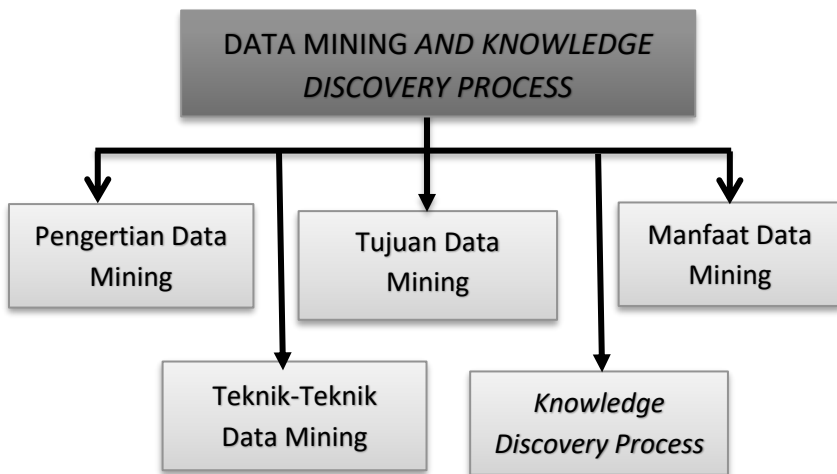 DATA MINING AND KNOWLEDGE
DISCOVERY PROCESS
Pengertian Data
Mining
Tujuan Data
Mining
Manfaat Data
Mining
Teknik-Teknik
Data Mining
Knowledge
Discovery Process